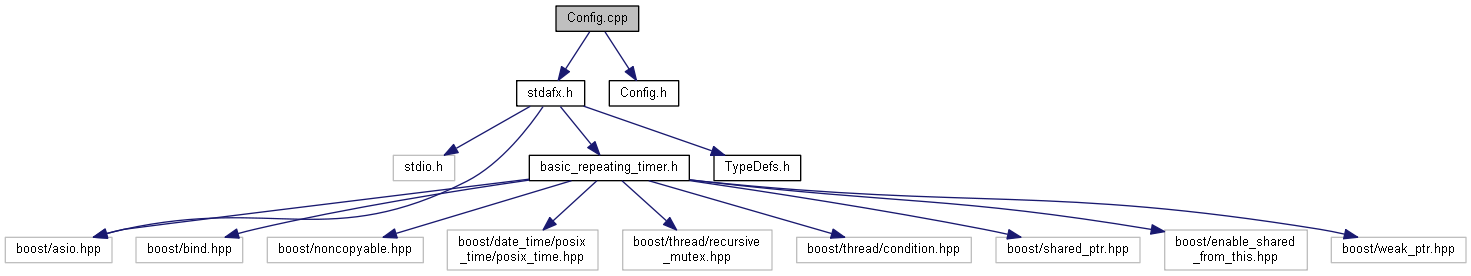 Config.cpp
stdafx.h
Config.h
stdio.h
basic_repeating_timer.h
TypeDefs.h
boost/asio.hpp
boost/bind.hpp
boost/noncopyable.hpp
boost/date_time/posix
_time/posix_time.hpp
boost/thread/recursive
_mutex.hpp
boost/thread/condition.hpp
boost/shared_ptr.hpp
boost/enable_shared
_from_this.hpp
boost/weak_ptr.hpp